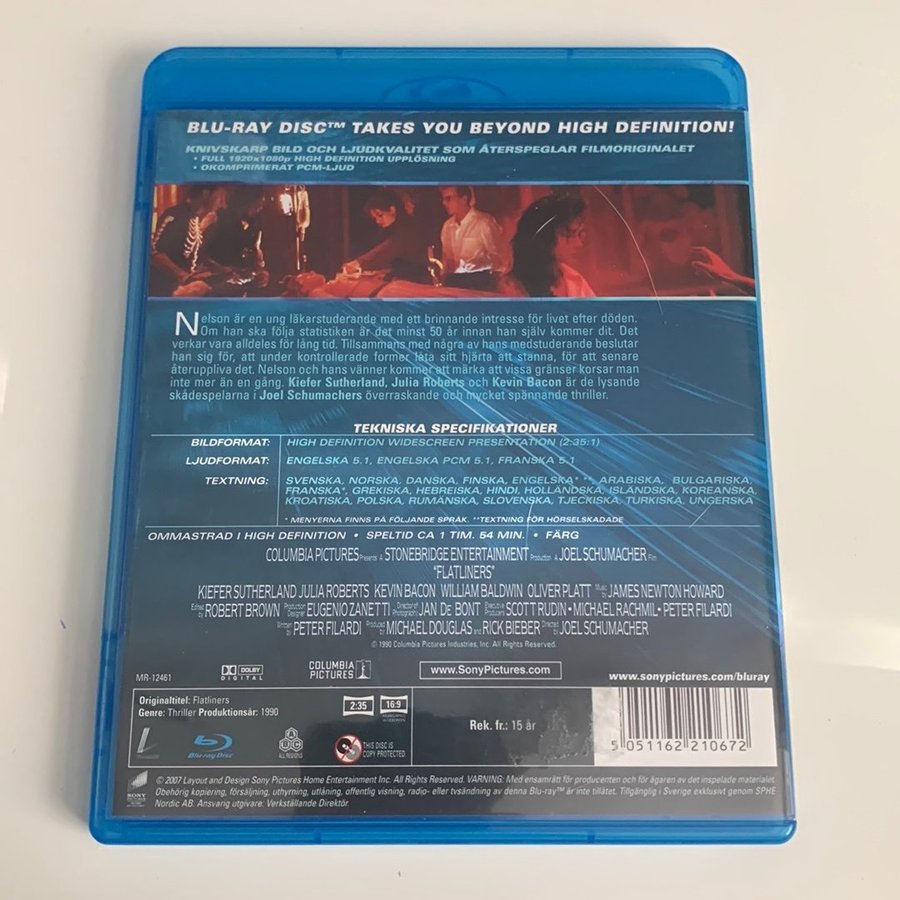 BLU-RAY DISC™ TAKES YOU BEYOND HIGH DEFINITION!
KNIVSKARP BILD OCH LJUDKVALITET SOM ÅTERSPEGLAR FILMORIGINALET
• FULL 1920x1080p HIGH DEFINITION UPPLÖSNING
• OKOMPRIMERAT PCM-LJUD
Nelson är en ung läkarstuderande med ett brinnande intresse för livet efter döden.
Om han ska följa statistiken är det minst 50 år innan han själv kommer dit. Det
verkar vara alldeles för lång tid. Tillsammans med några av hans medstuderande beslutar
han sig för, att under kontrollerade former låta sitt hjärta att stanna, för att senare
återuppliva det. Nelson och hans vänner kommer att märka att vissa gränser korsar man
inte mer än en gång. Kiefer Sutherland, Julia Roberts och Kevin Bacon är de lysande
skådespelarna i Joel Schumachers överraskande och mycket spännande thriller.
TEKNISKA SPECIFIKATIONER
BILDFORMAT: HIGH DEFINITION WIDESCREEN PRESENTATION (2:35:1)
LJUDFORMAT: ENGELSKA 5.1, ENGELSKA PCM 5.1, FRANSKA 5.1
TEXTNING: SVENSKA, NORSKA, DANSKA, FINSKA, ENGELSKA* **, ARABISKA, BULGARISKA,
FRANSKA*, GREKISKA, HEBREISKA, HINDI, HOLLÄNDSKA, ISLÄNDSKA, KOREANSKA,
KROATISKA, POLSKA, RUMÄNSKA, SLOVENSKA, TJECKISKA, TURKISKA, UNGERSKA
* MENYERNA FINNS PÅ FÖLJANDE SPRÅK. **TEXTNING FÖR HÖRSELSKADADE
OMMASTRAD I HIGH DEFINITION • SPELTID CA 1 TIM. 54 MIN. • FÄRG
COLUMBIA PICTURES Presents A STONEBRIDGE ENTERTAINMENT Production A JOEL SCHUMACHER Film
"FLATLINERS"
KIEFER SUTHERLAND JULIA ROBERTS KEVIN BACON WILLIAM BALDWIN OLIVER PLATT Music by JAMES NEWTON HOWARD
Edited by ROBERT BROWN Production Designer EUGENIO ZANETTI Director of Photography JAN DE BONT Executive Producers SCOTT RUDIN • MICHAEL RACHMIL • PETER FILARDI
Written by PETER FILARDI Produced by MICHAEL DOUGLAS and RICK BIEBER Directed by JOEL SCHUMACHER
© 1990 Columbia Pictures Industries, Inc. All Rights Reserved.
MR-12461
DOLBY DIGITAL
COLUMBIA PICTURES
www.SonyPictures.com
www.sonypictures.com/bluray
Originaltitel: Flatliners
Genre: Thriller Produktionsår: 1990
2:35
16:9
Rek. fr.: 15 år
5 051162 210672
Blu-ray Disc
ABC
ALL REGIONS
THIS DISC IS
COPY PROTECTED
SONY
PICTURES
© 2007 Layout and Design Sony Pictures Home Entertainment Inc. All Rights Reserved. VARNING: Med ensamrätt för producenten och för ägaren av det inspelade materialet
Obehörig kopiering, försäljning, uthyrning, utlåning, offentlig visning, radio- eller tvsändning av denna Blu-ray™ är inte tillåtet. Tillgänglig i Sverige exklusivt genom SPHE
Nordic AB. Ansvarig utgivare: Verkställande Direktör.